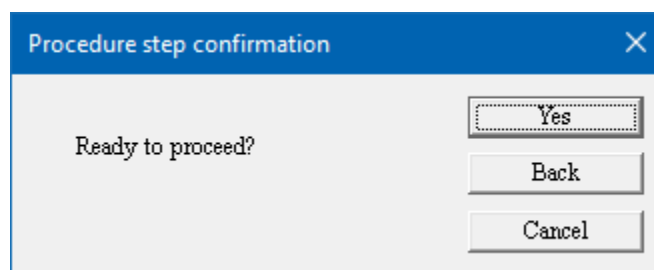 Procedure step confirmation
Ready to proceed?
Yes
Back
Cancel